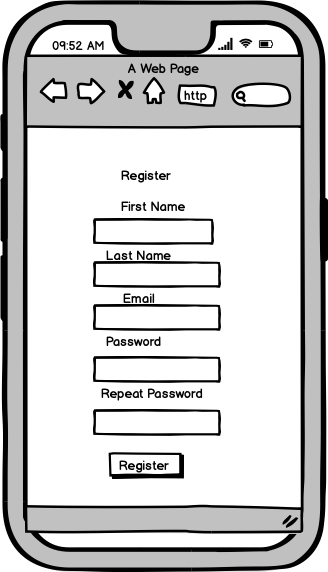 09:52 AM
A Web Page
http
Register
First Name
Last Name
Email
Password
Repeat Password
Register